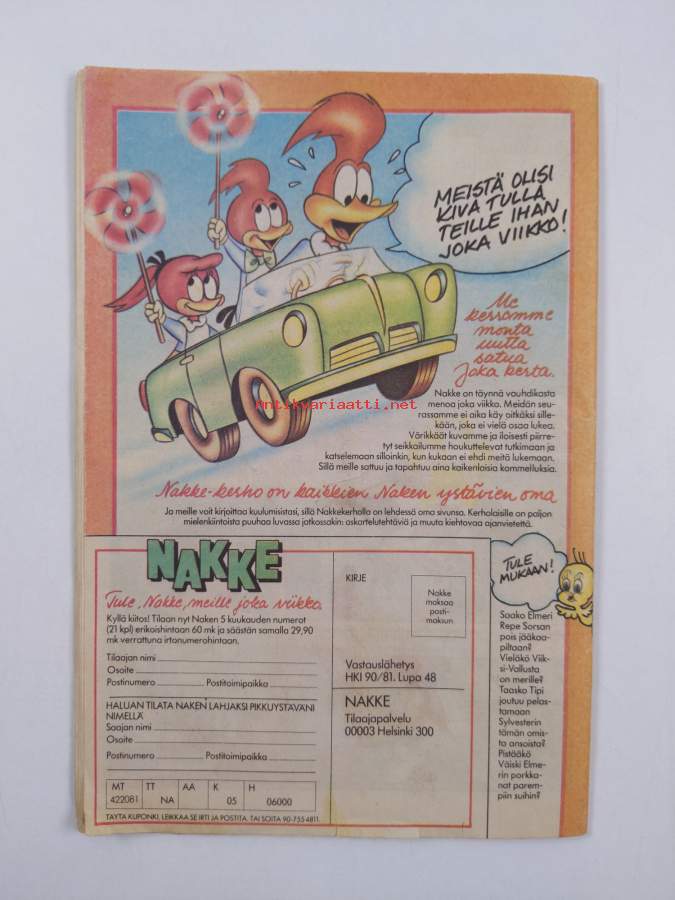 MEISTÄ OLISI
KIVA TULLA
TEILLE IHAN
JOKA VIIKKO!
Me
kerromme
monta
uutta
satua
Joka kerta.
Nakke on täynnä vauhdikasta
menoa joka viikko. Meidän seu-
rassamme ei aika käy pitkäksi sille-
kään, joka ei vielä osaa lukea.
Värikkäät kuvamme ja iloisesti piirre-
tyt seikkailumme houkuttelevat tutkimaan ja
katselemaan silloinkin, kun kukaan ei ehdi meitä lukemaan.
Sillä meille sattuu ja tapahtuu aina kaikenlaisia kommelluksia.
antikvariaatti.net
Nakke-kerho on kaikkien Naken ystävien oma
Ja meille voit kirjoittaa kuulumisistasi, sillä Nakkekerholla on lehdessä oma sivunsa. Kerholaisille on paljon
mielenkiintoista puuhaa luvassa jatkossakin: askartelutehtäviä ja muuta kiehtovaa ajanvietettä.
NAKKE
Tule, Nakke, meille joka viikko.
Kyllä kiitos! Tilaan nyt Naken 5 kuukauden numerot
(21 kpl) erikoishintaan 60 mk ja säästän samalla 29,90
mk verrattuna irtonumerohintaan.
Tilaajan nimi
Osoite
Postinumero Postitoimipaikka
HALUAN TILATA NAKEN LAHJAKSI PIKKUYSTÄVÄNI
NIMELLÄ
Saajan nimi
Osoite
Postinumero Postitoimipaikka
MT TT AA K H
422081 NA 05 06000
TÄYTÄ KUPONKI, LEIKKAA SE IRTI JA POSTITA. TAI SOITA 90-755 4811.
KIRJE
Nakke
maksaa
posti-
maksun
Vastauslähetys
HKI 90/81. Lupa 48
NAKKE
Tilaajapalvelu
00003 Helsinki 300
TULE
MUKAAN!
Saako Elmeri
Repe Sorsan
pois jääkaa-
piltaan?
Vieläkö Viik-
si-Vallusta
on merille?
Taasko Tipi
joutuu pelas-
tamaan
Sylvesterin
tämän omis-
ta ansoista?
Pistääkö
Väiski Elme-
rin porkka-
nat parem-
piin suihin?